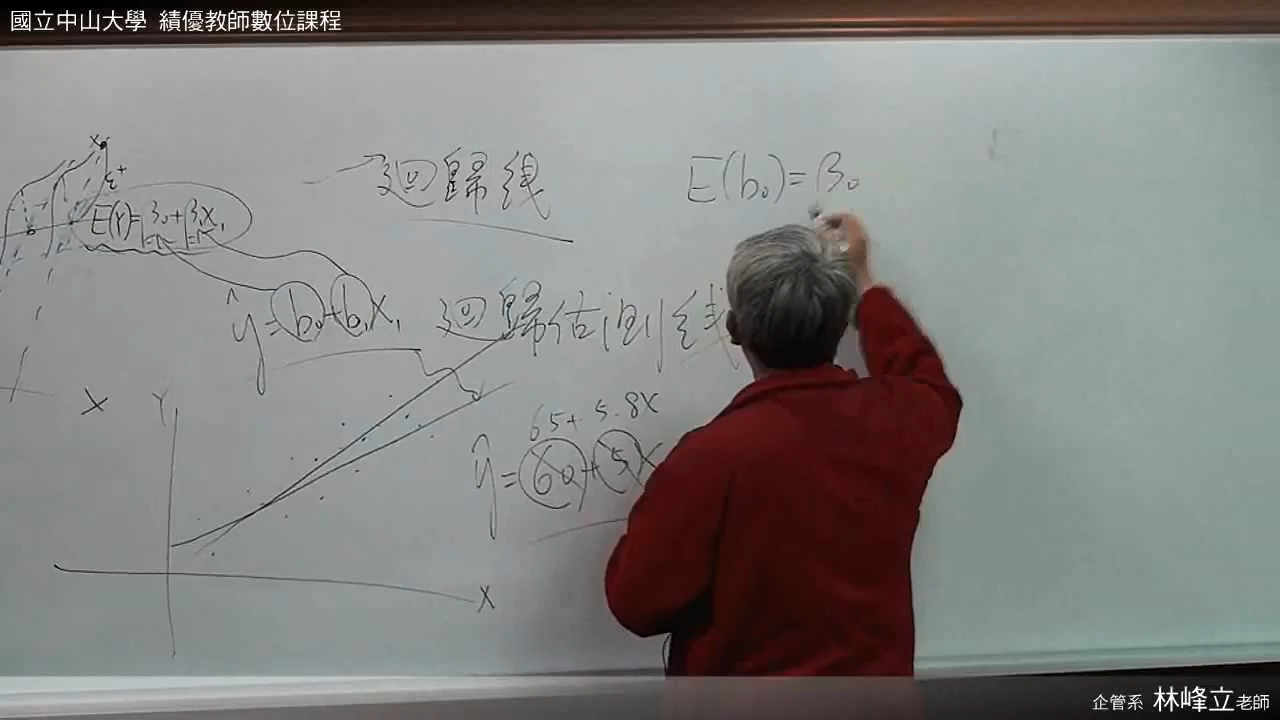 國立中山大學 績優教師數位課程
X
ε+
E(Y)=β₀+β₁X₁
迴歸线
E(b₀)=β₀
ŷ=b₀+b₁X₁
迴歸估測线
X
Y
65+5.8X
ŷ=60+5X
X
企管系 林峰立老師